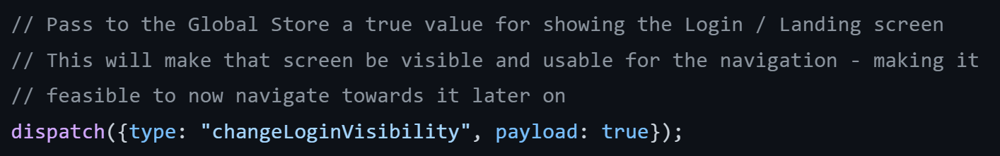 // Pass to the Global Store a true value for showing the Login / Landing screen
// This will make that screen be visible and usable for the navigation - making it
// feasible to now navigate towards it later on
dispatch({type: "changeLoginVisibility", payload: true});